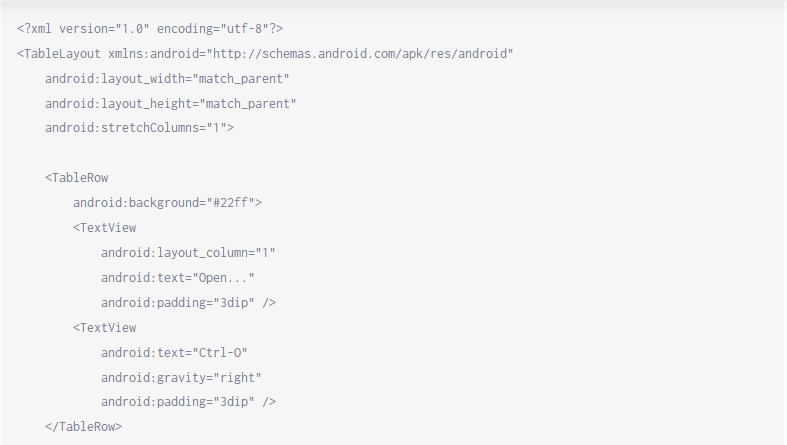 <?xml version="1.0" encoding="utf-8"?>
<TableLayout xmlns:android="http://schemas.android.com/apk/res/android"
    android:layout_width="match_parent"
    android:layout_height="match_parent"
    android:stretchColumns="1">

    <TableRow
        android:background="#22ff">
        <TextView
            android:layout_column="1"
            android:text="Open..."
            android:padding="3dip" />
        <TextView
            android:text="Ctrl-O"
            android:gravity="right"
            android:padding="3dip" />
    </TableRow>